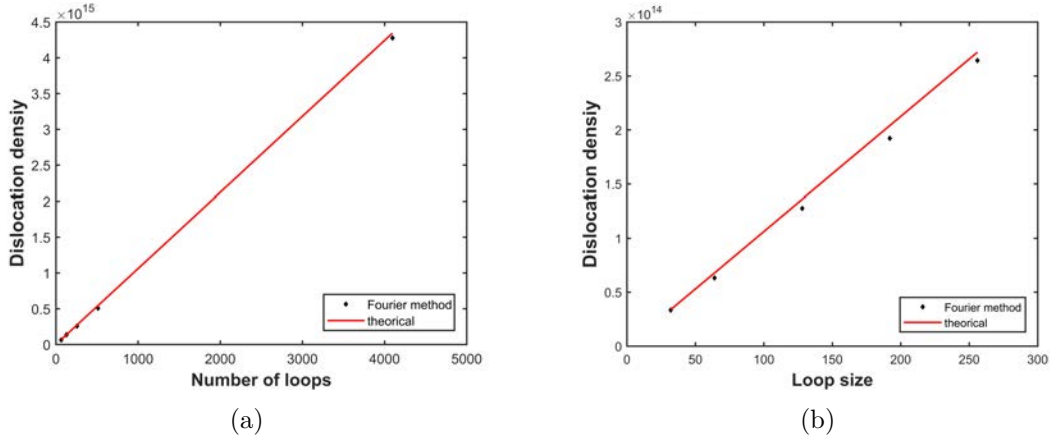 ×10^15
4.5
4
3.5
3
2.5
2
1.5
1
0.5
0
0 1000 2000 3000 4000 5000
Dislocation densiy
Number of loops
Fourier method
theorical
(a)
×10^14
3
2.5
2
1.5
1
0.5
0
0 50 100 150 200 250 300
Dislocation densiy
Loop size
Fourier method
theorical
(b)